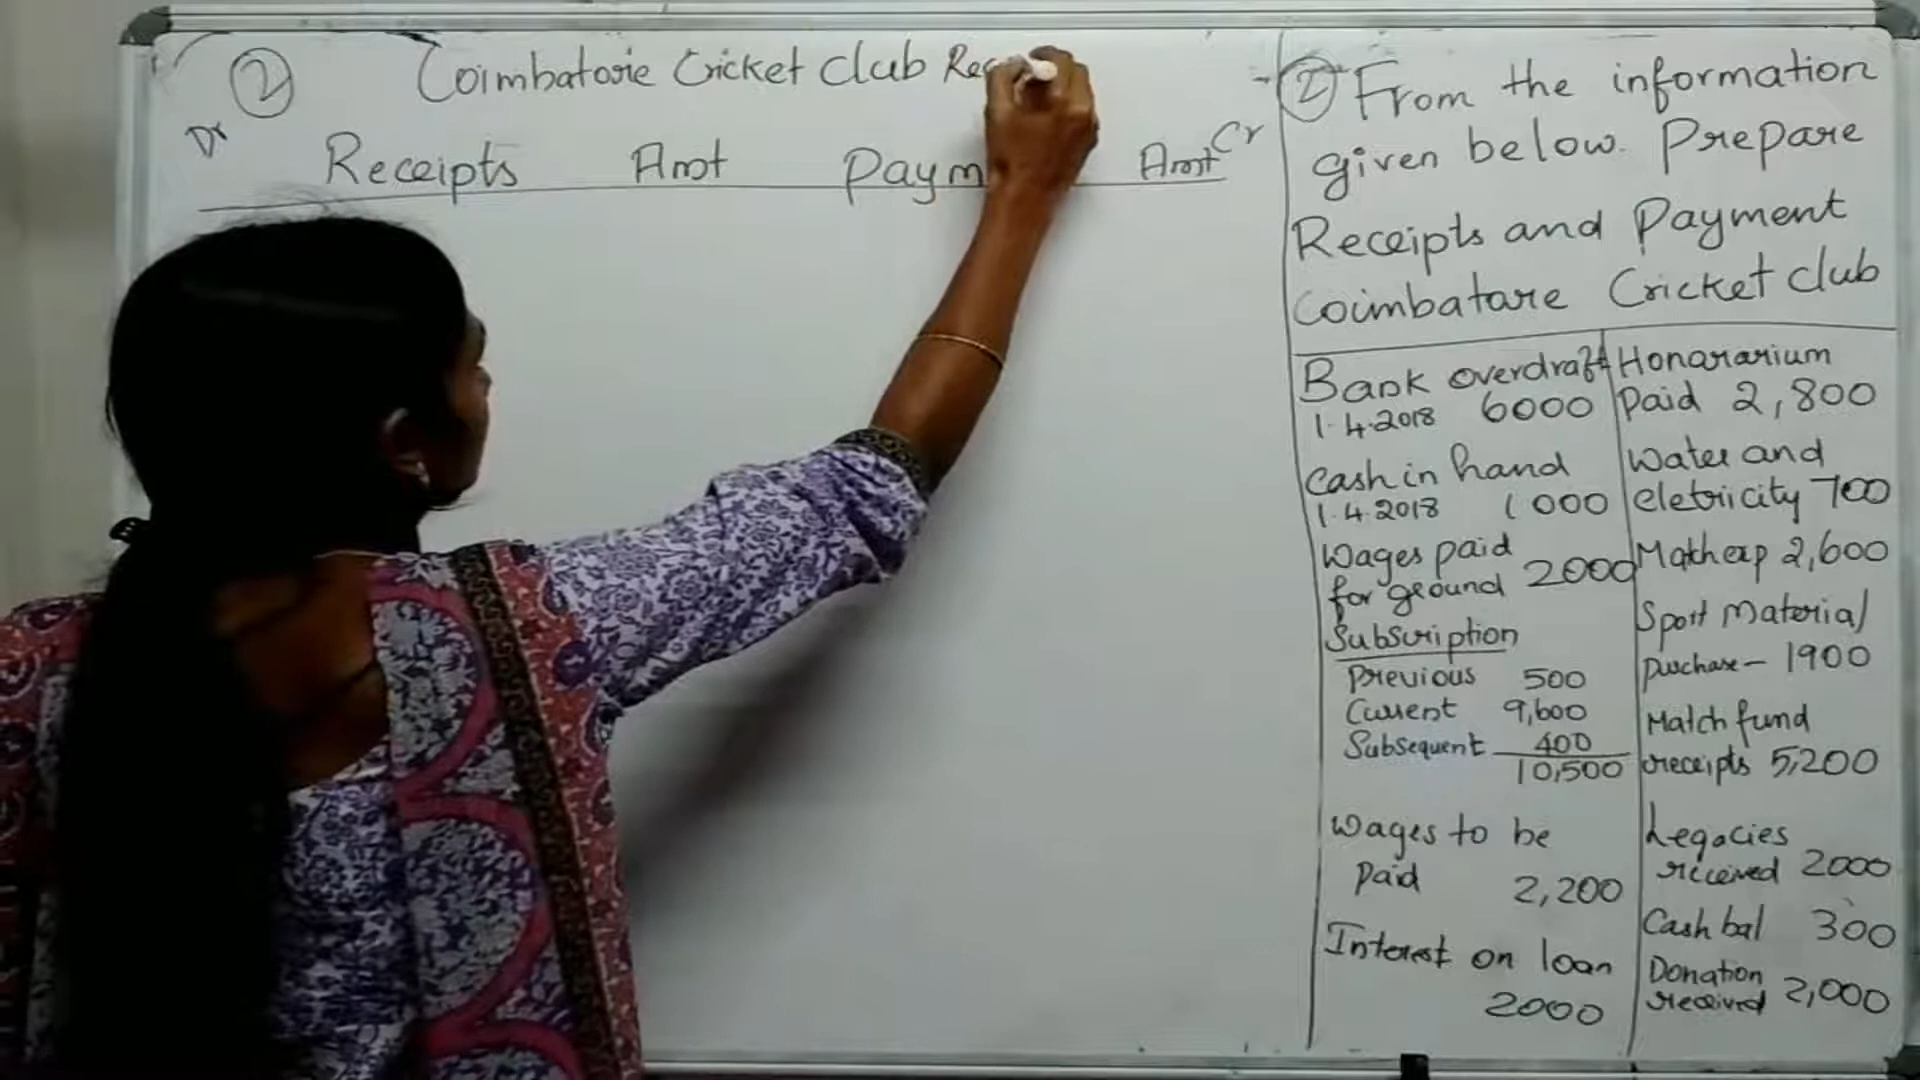 2 Coimbatore Cricket club Rec
Dr Cr
Receipts Amt Paym Amt
2 From the information
given below. Prepare
Receipts and Payment
Coimbatore Cricket club
Bank overdraft
1.4.2018 6000
Cash in hand
1.4.2018 1000
Wages paid
for ground 2000
Subscription
Previous 500
Current 9,600
Subsequent 400
10,500
Wages to be
paid 2,200
Interest on loan
2000
Honararium
Paid 2,800
Water and
eletricity 700
Match exp 2,600
Sport Material
purchase - 1900
Match fund
receipts 5,200
Legacies
received 2000
Cash bal 300
Donation
received 2,000